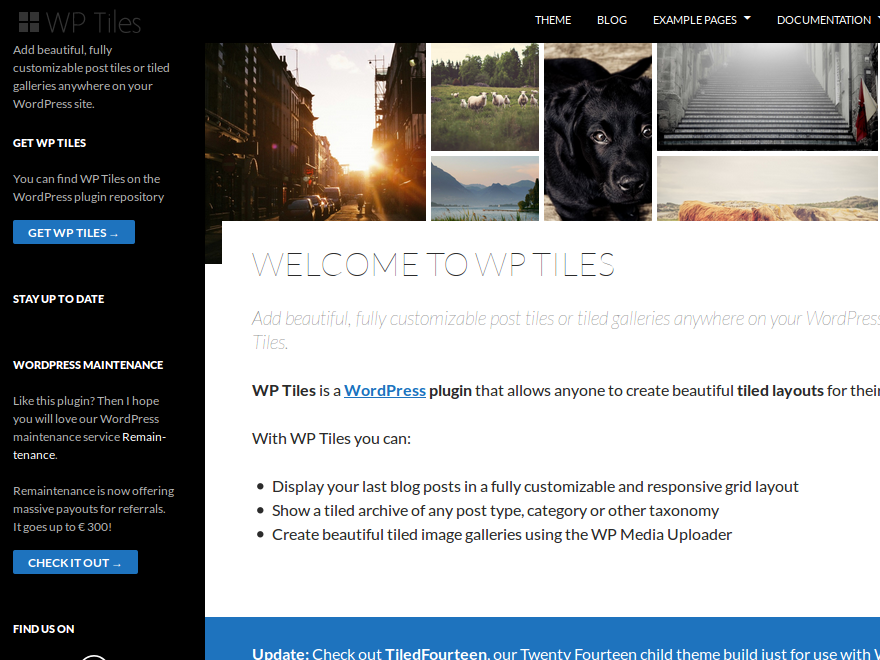 WP Tiles
THEME BLOG EXAMPLE PAGES DOCUMENTATION
Add beautiful, fully
customizable post tiles or tiled
galleries anywhere on your
WordPress site.
GET WP TILES
You can find WP Tiles on the
WordPress plugin repository
GET WP TILES →
STAY UP TO DATE
WORDPRESS MAINTENANCE
Like this plugin? Then I hope
you will love our WordPress
maintenance service Remain-
tenance.
Remaintenance is now offering
massive payouts for referrals.
It goes up to € 300!
CHECK IT OUT →
FIND US ON
WELCOME TO WP TILES
Add beautiful, fully customizable post tiles or tiled galleries anywhere on your WordPress
Tiles.
WP Tiles is a WordPress plugin that allows anyone to create beautiful tiled layouts for their
With WP Tiles you can:
• Display your last blog posts in a fully customizable and responsive grid layout
• Show a tiled archive of any post type, category or other taxonomy
• Create beautiful tiled image galleries using the WP Media Uploader
Update: Check out TiledFourteen, our Twenty Fourteen child theme build just for use with